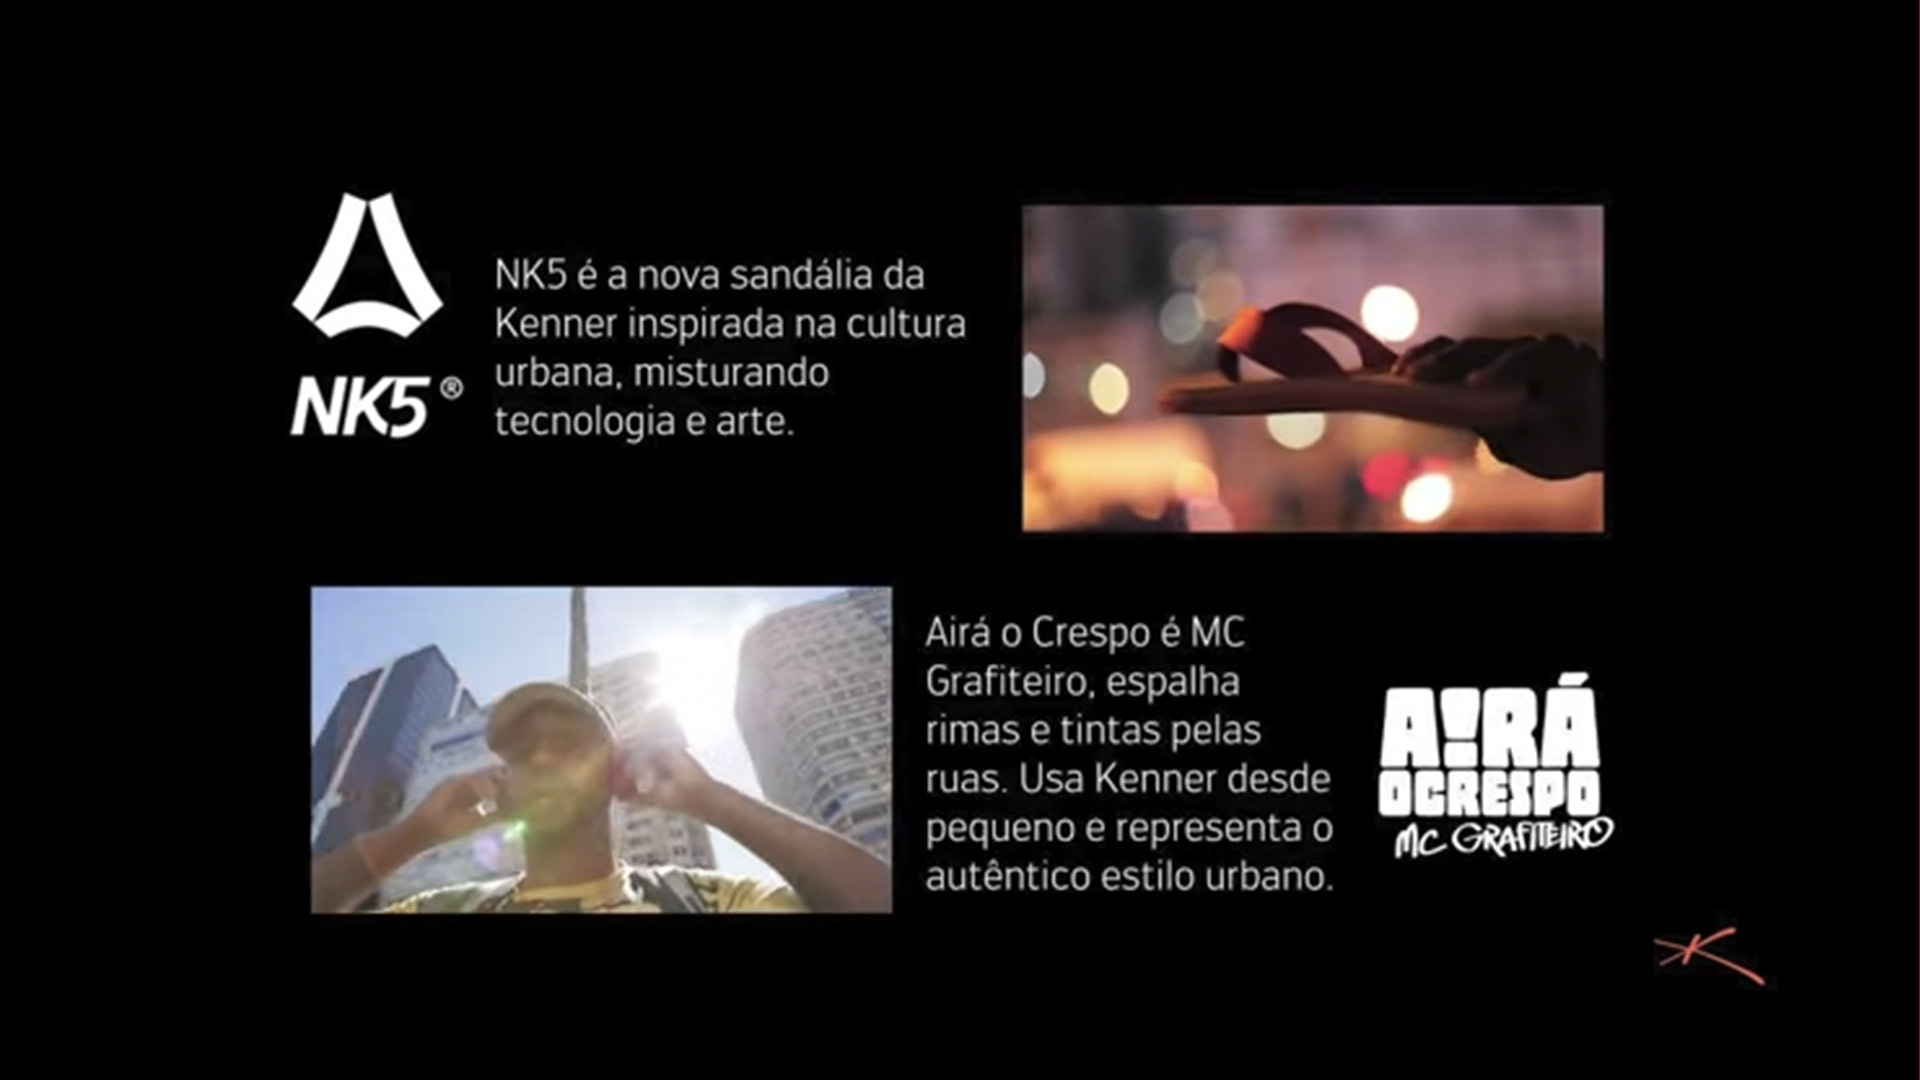 NK5®
NK5 é a nova sandália da
Kenner inspirada na cultura
urbana, misturando
tecnologia e arte.
Airá o Crespo é MC
Grafiteiro, espalha
rimas e tintas pelas
ruas. Usa Kenner desde
pequeno e representa o
autêntico estilo urbano.
A!RÁ
OCRESPO
MC GRAFITEIRO